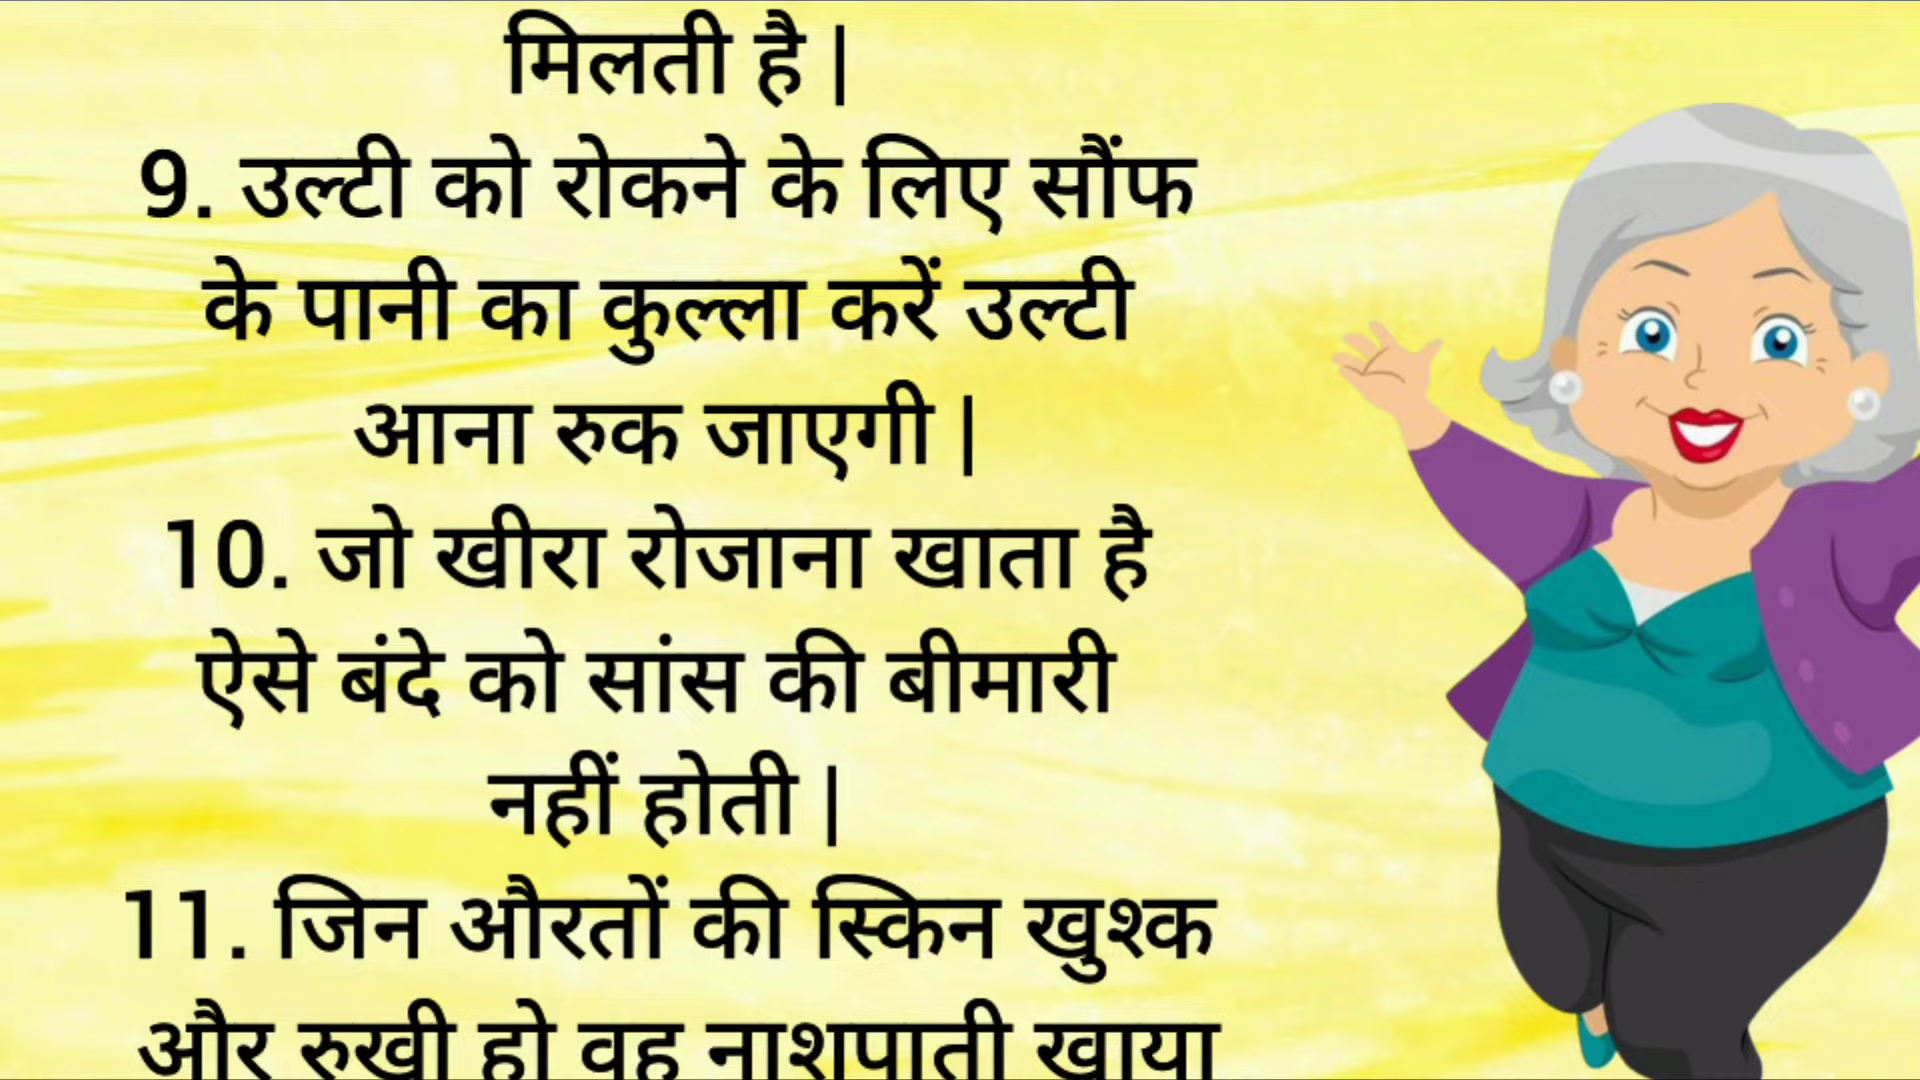 मिलती है |
9. उल्टी को रोकने के लिए सौंफ
के पानी का कुल्ला करें उल्टी
आना रुक जाएगी |
10. जो खीरा रोजाना खाता है
ऐसे बंदे को सांस की बीमारी
नहीं होती |
11. जिन औरतों की स्किन खुश्क
और रुखी हो वह नाशपाती खाया